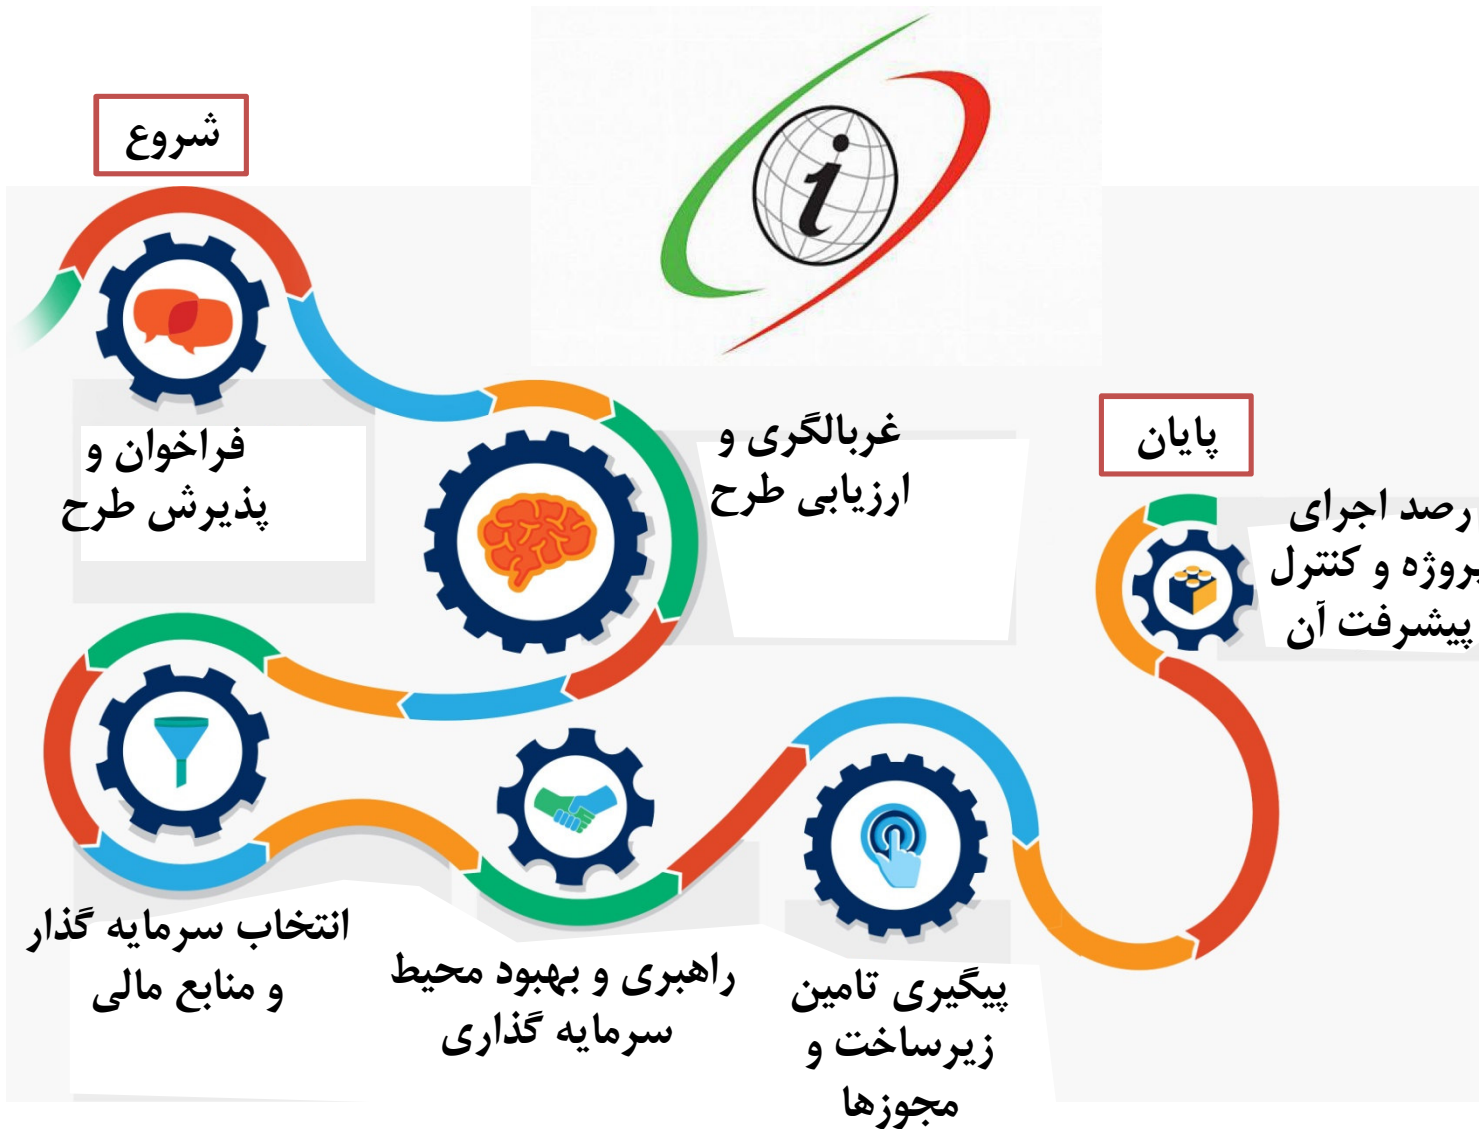 شروع
فراخوان و
پذیرش طرح
غربالگری و
ارزیابی طرح
انتخاب سرمایه گذار
و منابع مالی
راهبری و بهبود محیط
سرمایه گذاری
پیگیری تامین
زیرساخت و
مجوزها
پایان
رصد اجرای
پروژه و کنترل
پیشرفت آن
i